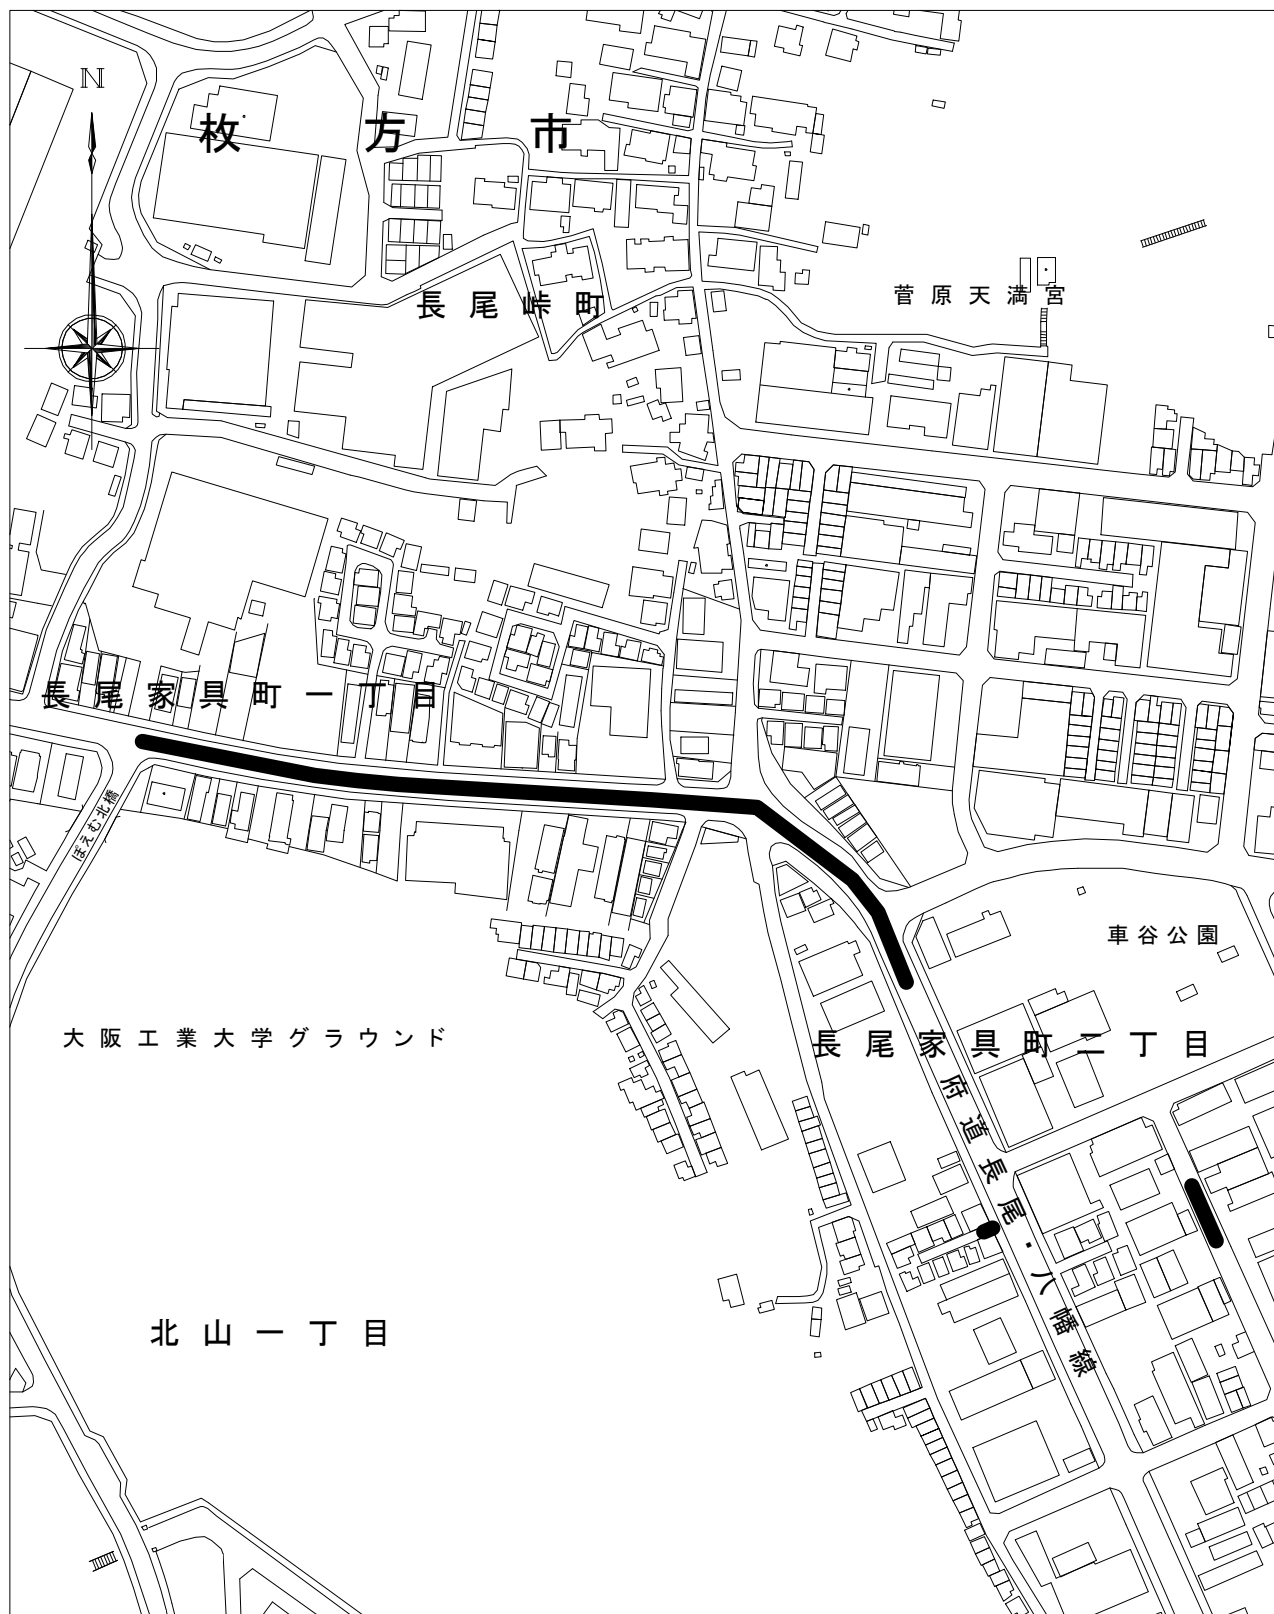 N
枚方市
長尾峠町
菅原天満宮
長尾家具町一丁目
ぽえむ北橋
車谷公園
大阪工業大学グラウンド
長尾家具町二丁目
府道長尾・八幡線
北山一丁目